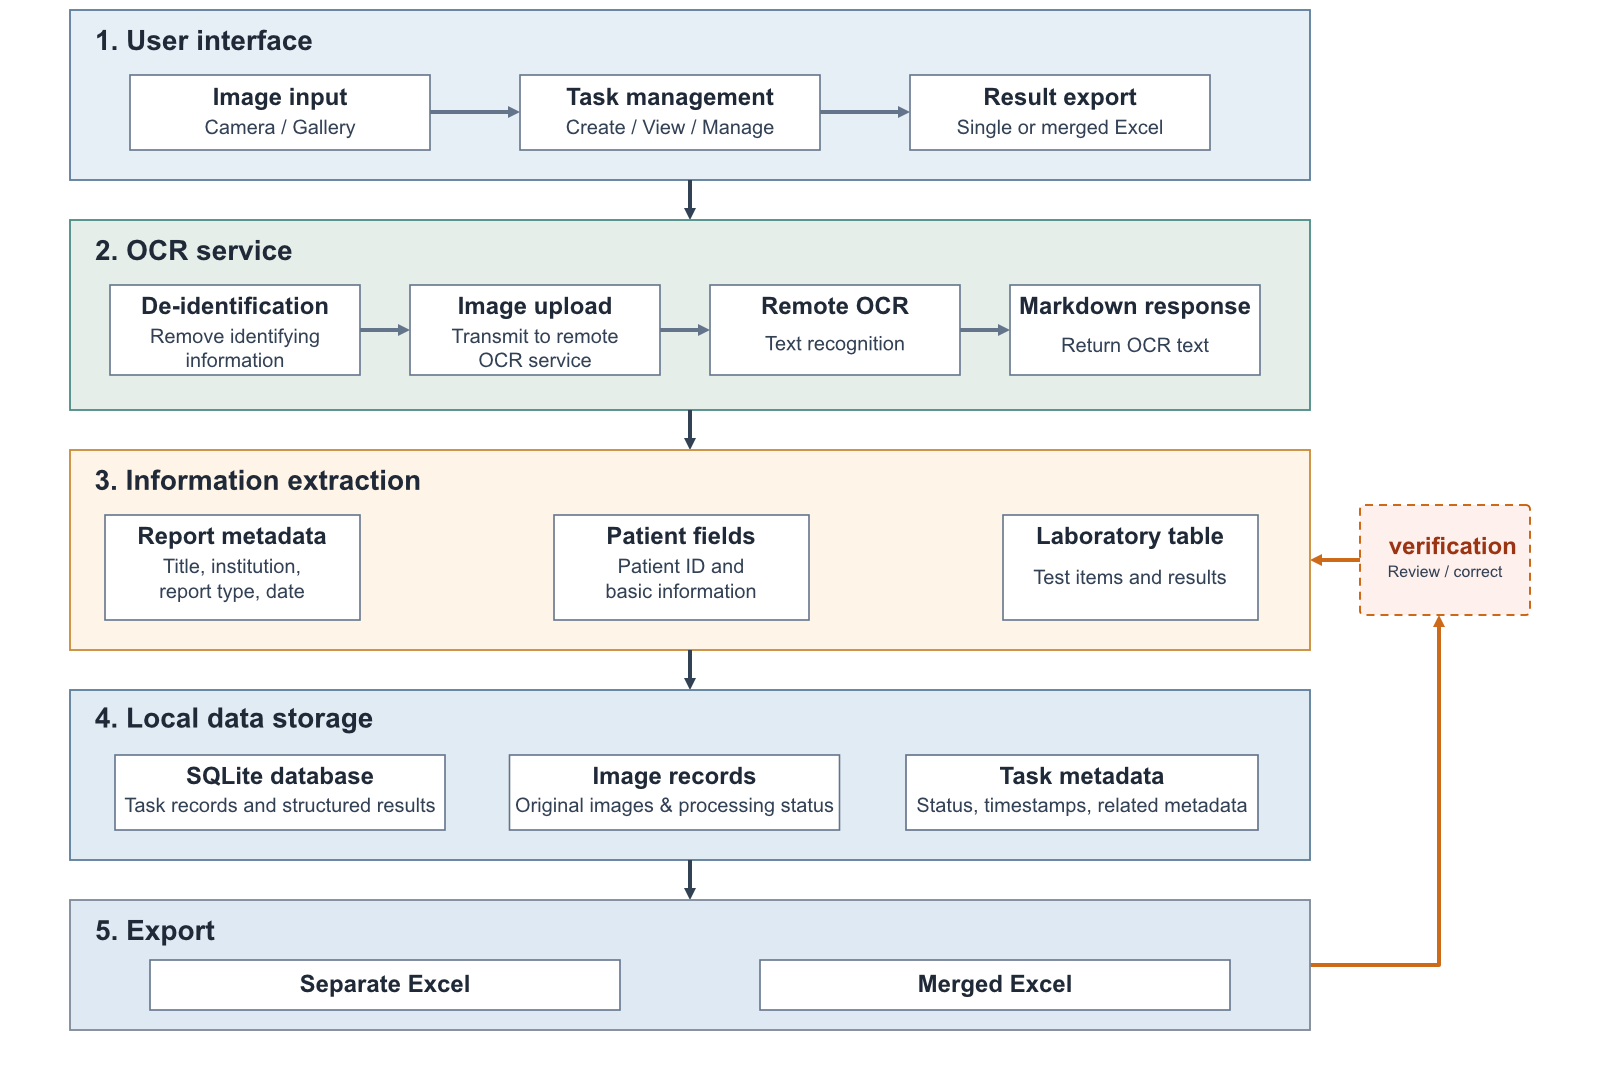 1. User interface
Image input
Camera / Gallery
Task management
Create / View / Manage
Result export
Single or merged Excel
2. OCR service
De-identification
Remove identifying
information
Image upload
Transmit to remote
OCR service
Remote OCR
Text recognition
Markdown response
Return OCR text
3. Information extraction
Report metadata
Title, institution,
report type, date
Patient fields
Patient ID and
basic information
Laboratory table
Test items and results
verification
Review / correct
4. Local data storage
SQLite database
Task records and structured results
Image records
Original images & processing status
Task metadata
Status, timestamps, related metadata
5. Export
Separate Excel
Merged Excel